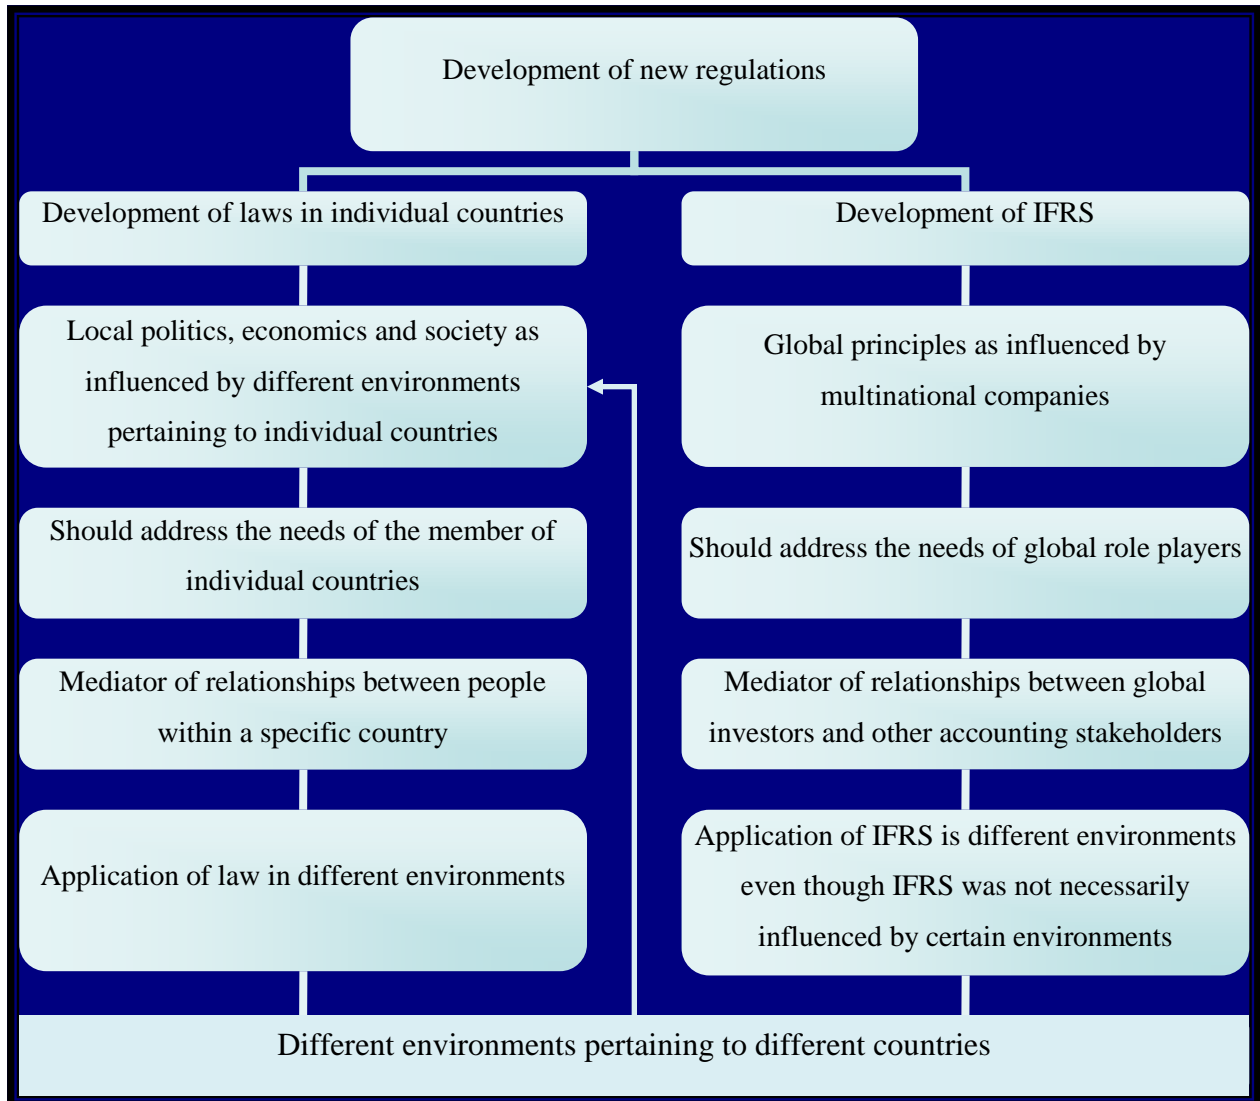 Development of new regulations
Development of laws in individual countries
Local politics, economics and society as
influenced by different environments
pertaining to individual countries
Should address the needs of the member of
individual countries
Mediator of relationships between people
within a specific country
Application of law in different environments
Development of IFRS
Global principles as influenced by
multinational companies
Should address the needs of global role players
Mediator of relationships between global
investors and other accounting stakeholders
Application of IFRS is different environments
even though IFRS was not necessarily
influenced by certain environments
Different environments pertaining to different countries